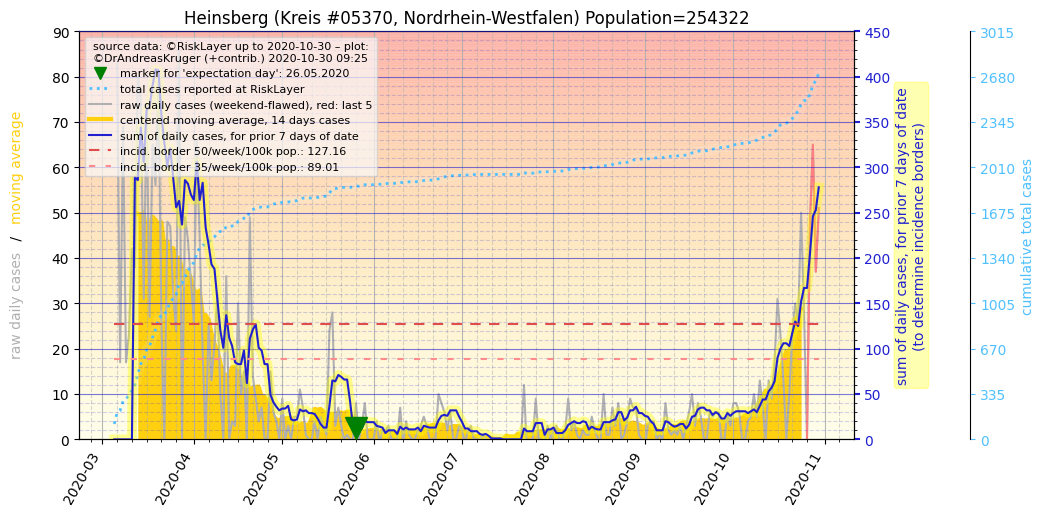 Heinsberg (Kreis #05370, Nordrhein-Westfalen) Population=254322
source data: ©RiskLayer up to 2020-10-30 – plot:
©DrAndreasKruger (+contrib.) 2020-10-30 09:25
marker for 'expectation day': 26.05.2020
total cases reported at RiskLayer
raw daily cases (weekend-flawed), red: last 5
centered moving average, 14 days cases
sum of daily cases, for prior 7 days of date
incid. border 50/week/100k pop.: 127.16
incid. border 35/week/100k pop.: 89.01
raw daily cases / moving average
90
80
70
60
50
40
30
20
10
0
450
400
350
300
250
200
150
100
50
0
sum of daily cases, for prior 7 days of date
(to determine incidence borders)
3015
2680
2345
2010
1675
1340
1005
670
335
0
cumulative total cases
2020-03
2020-04
2020-05
2020-06
2020-07
2020-08
2020-09
2020-10
2020-11